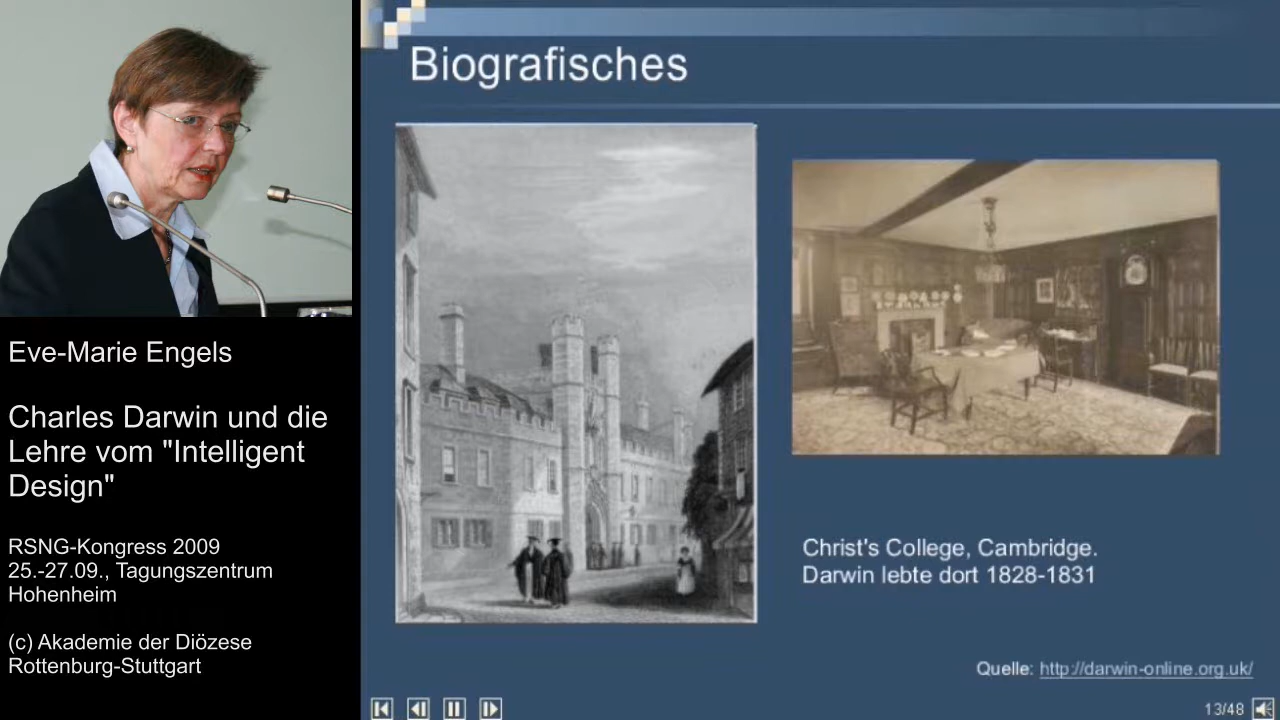 Biografisches
Eve-Marie Engels
Charles Darwin und die
Lehre vom "Intelligent
Design"
RSNG-Kongress 2009
25.-27.09., Tagungszentrum
Hohenheim
(c) Akademie der Diözese
Rottenburg-Stuttgart
Christ's College, Cambridge.
Darwin lebte dort 1828-1831
Quelle: http://darwin-online.org.uk/
13/48